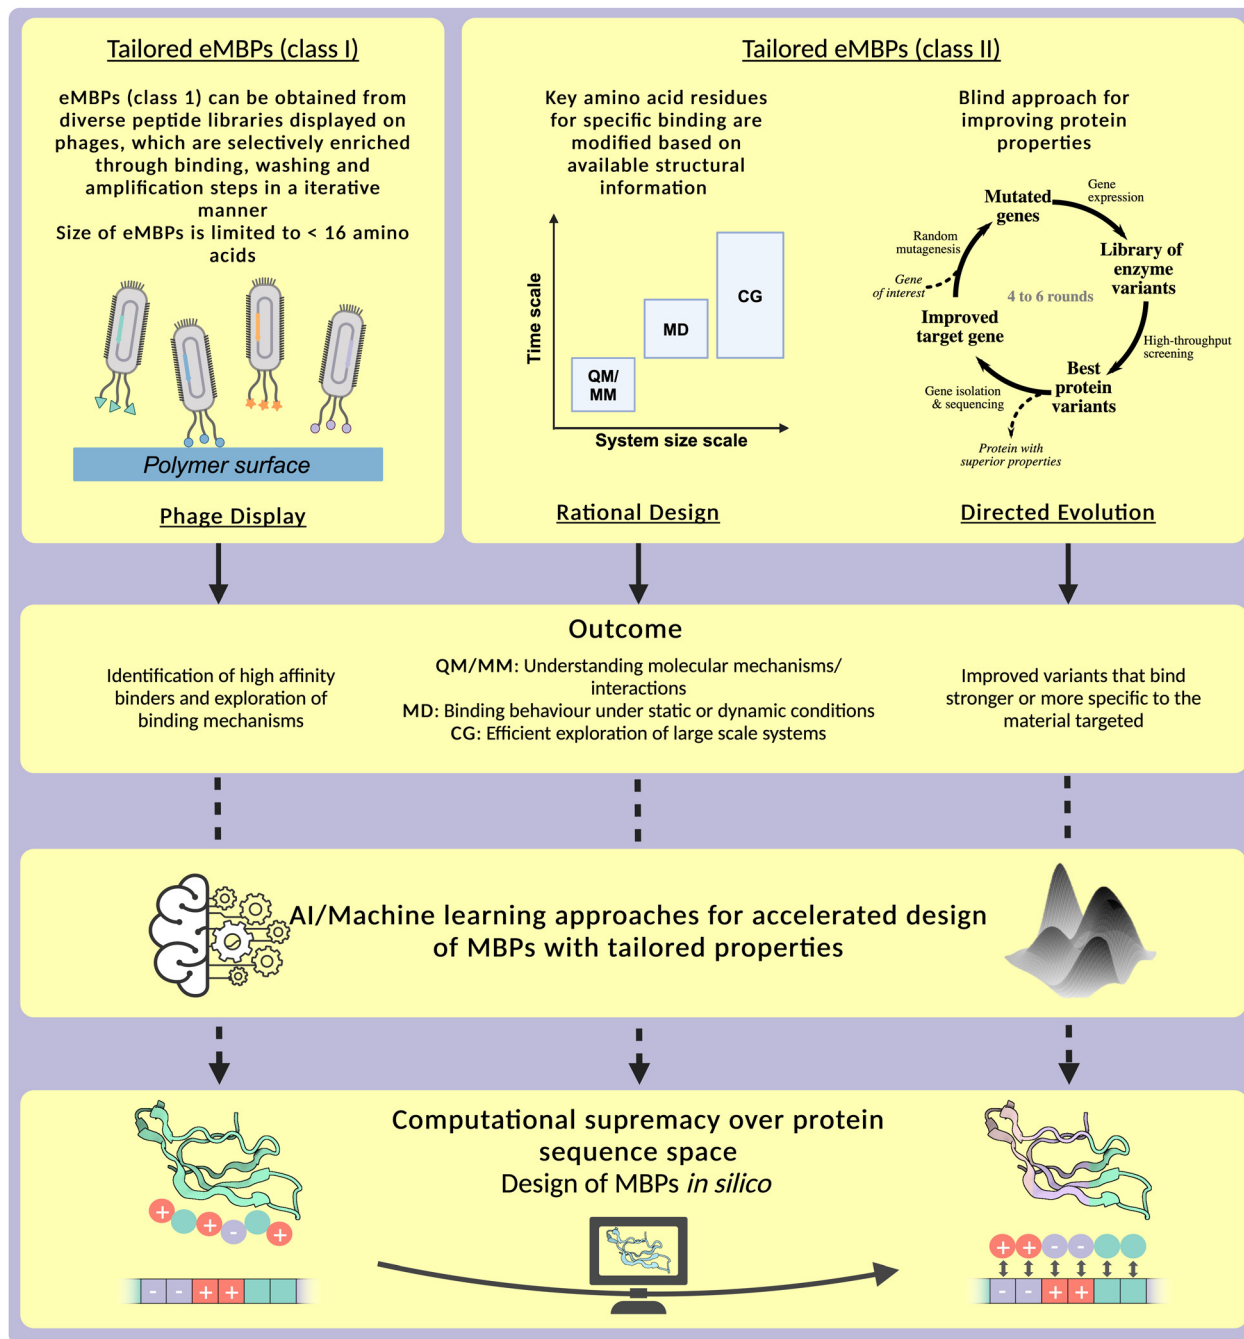 Tailored eMBPs (class I)
eMBPs (class 1) can be obtained from
diverse peptide libraries displayed on
phages, which are selectively enriched
through binding, washing and
amplification steps in a iterative
manner
Size of eMBPs is limited to < 16 amino
acids
Polymer surface
Phage Display
Tailored eMBPs (class II)
Key amino acid residues
for specific binding are
modified based on
available structural
information
Time scale
QM/
MM
MD
CG
System size scale
Rational Design
Blind approach for
improving protein
properties
Mutated
genes
Gene
expression
Library of
enzyme
variants
High-throughput
screening
Best
protein
variants
Protein with
superior properties
Gene isolation
& sequencing
Improved
target gene
Gene
of interest
Random
mutagenesis
4 to 6 rounds
Directed Evolution
Outcome
Identification of high affinity
binders and exploration of
binding mechanisms
QM/MM: Understanding molecular mechanisms/
interactions
MD: Binding behaviour under static or dynamic conditions
CG: Efficient exploration of large scale systems
Improved variants that bind
stronger or more specific to the
material targeted
AI/Machine learning approaches for accelerated design
of MBPs with tailored properties
Computational supremacy over protein
sequence space
Design of MBPs in silico
+ + - +
- - + +
+ + - -
- - + +